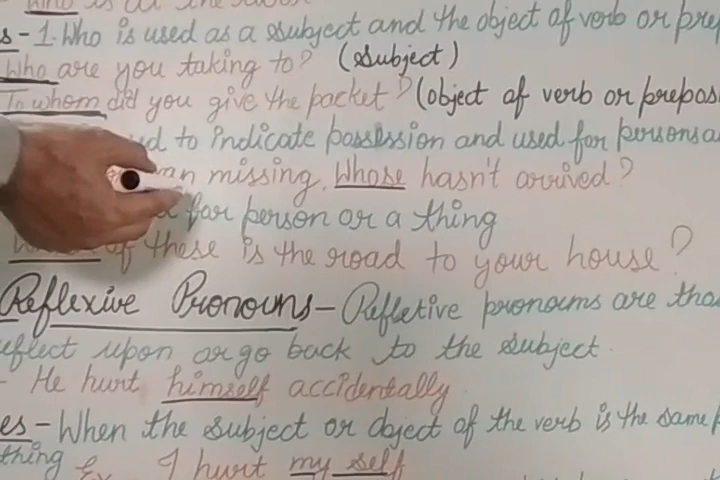 s - 1. Who is used as a subject and the object of verb or prep
Who are you taking to? (Subject)
To whom did you give the packet? (object of verb or prepos
ed to indicate possession and used for persons a
missing. Whose hasn't arrived?
for person or a thing
of these is the road to your house?
Reflexive Pronouns - Refletive pronoums are tha
eflect upon or go back to the subject
- He hurt himself accidentally
es - When the subject or object of the verb is the same p
thing Ex. I hurt my self